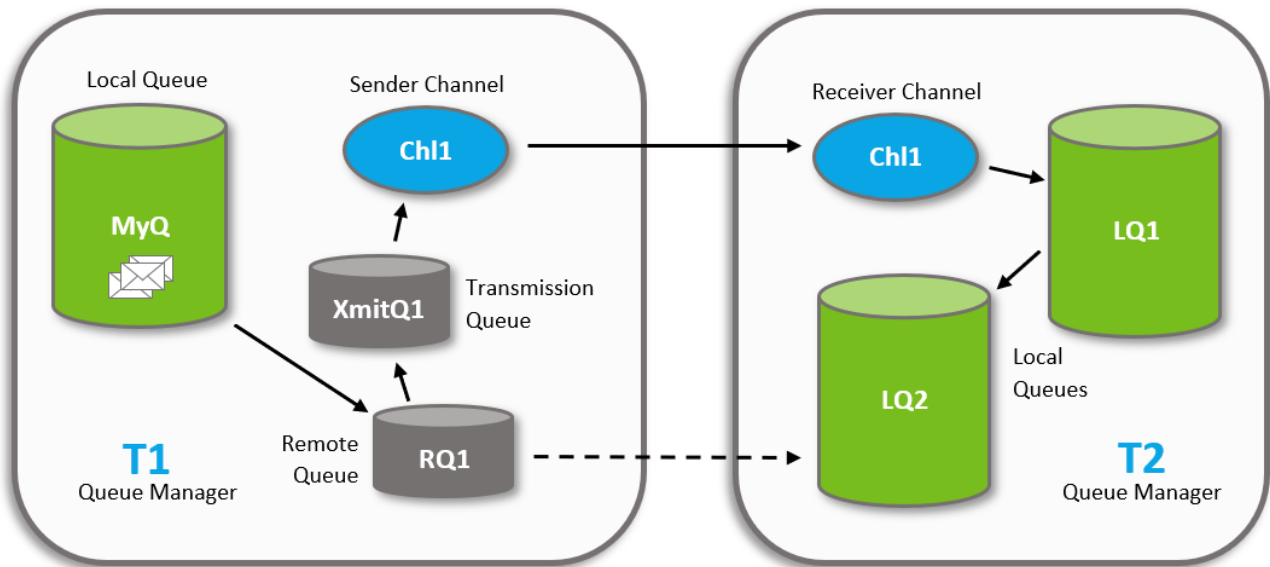 Local Queue
MyQ
Sender Channel
Chl1
XmitQ1
Transmission
Queue
Remote
Queue
RQ1
T1
Queue Manager
Receiver Channel
Chl1
LQ1
LQ2
Local
Queues
T2
Queue Manager